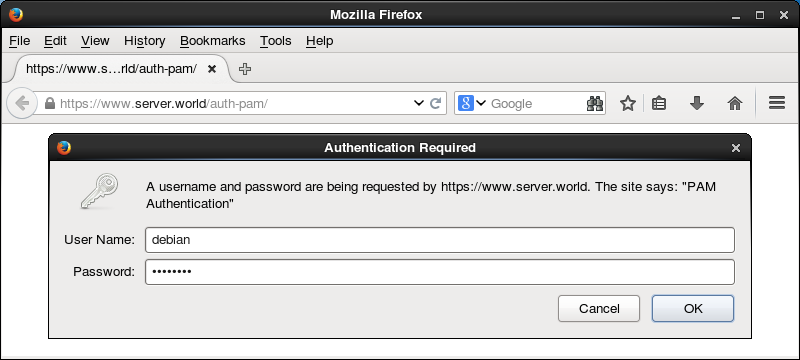 Mozilla Firefox
File Edit View History Bookmarks Tools Help
https://www.s...rld/auth-pam/
https://www.server.world/auth-pam/ Google
Authentication Required
A username and password are being requested by https://www.server.world. The site says: "PAM
Authentication"
User Name: debian
Password: ••••••••
Cancel OK